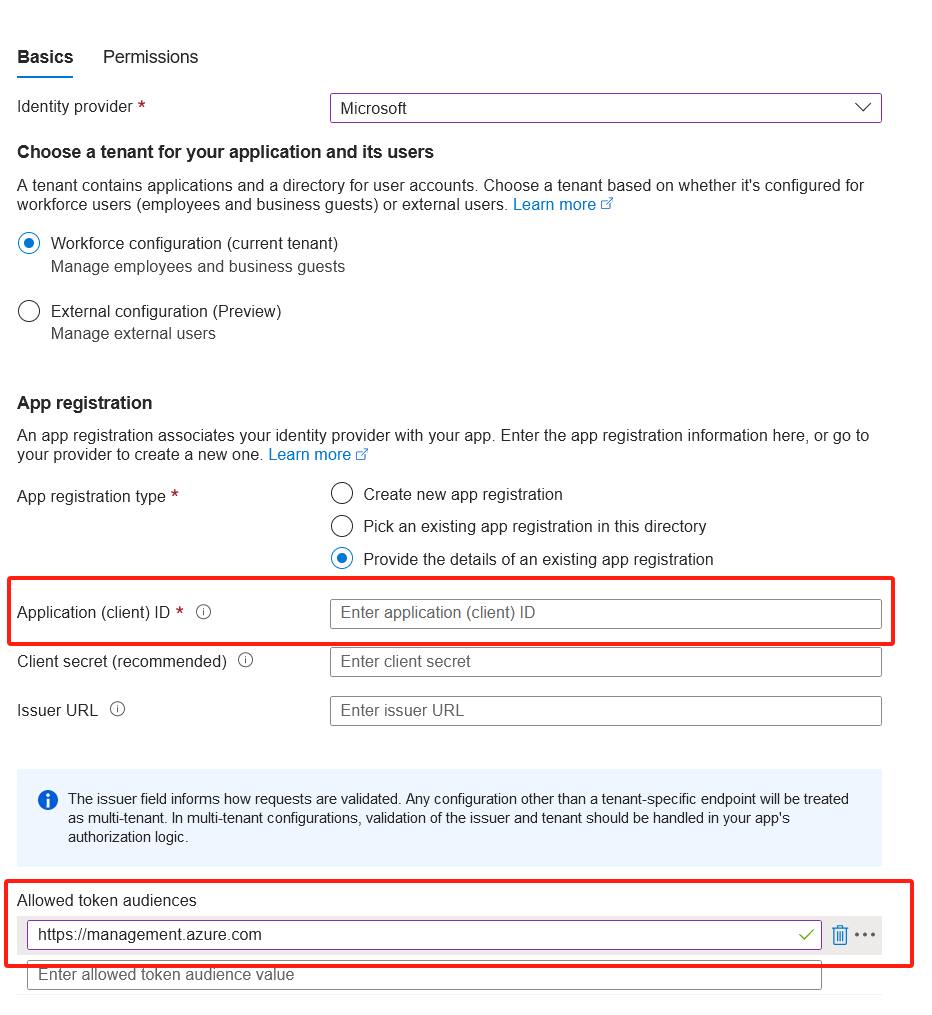 Basics Permissions
Identity provider * Microsoft
Choose a tenant for your application and its users
A tenant contains applications and a directory for user accounts. Choose a tenant based on whether it's configured for
workforce users (employees and business guests) or external users. Learn more
Workforce configuration (current tenant)
Manage employees and business guests
External configuration (Preview)
Manage external users
App registration
An app registration associates your identity provider with your app. Enter the app registration information here, or go to
your provider to create a new one. Learn more
App registration type * Create new app registration
Pick an existing app registration in this directory
Provide the details of an existing app registration
Application (client) ID * Enter application (client) ID
Client secret (recommended) Enter client secret
Issuer URL Enter issuer URL
The issuer field informs how requests are validated. Any configuration other than a tenant-specific endpoint will be treated
as multi-tenant. In multi-tenant configurations, validation of the issuer and tenant should be handled in your app's
authorization logic.
Allowed token audiences
https://management.azure.com
Enter allowed token audience value